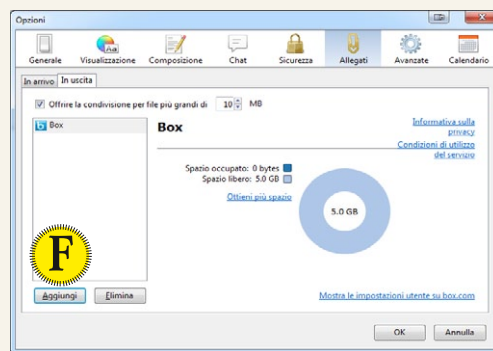 Opzioni
Generale Visualizzazione Composizione Chat Sicurezza Allegati Avanzate Calendario
In arrivo In uscita
Offrire la condivisione per file più grandi di 10 MB
Box
Box
Informativa sulla
privacy
Condizioni di utilizzo
del servizio
Spazio occupato: 0 bytes
Spazio libero: 5.0 GB
Ottieni più spazio
5.0 GB
F
Aggiungi Elimina
Mostra le impostazioni utente su box.com
OK Annulla